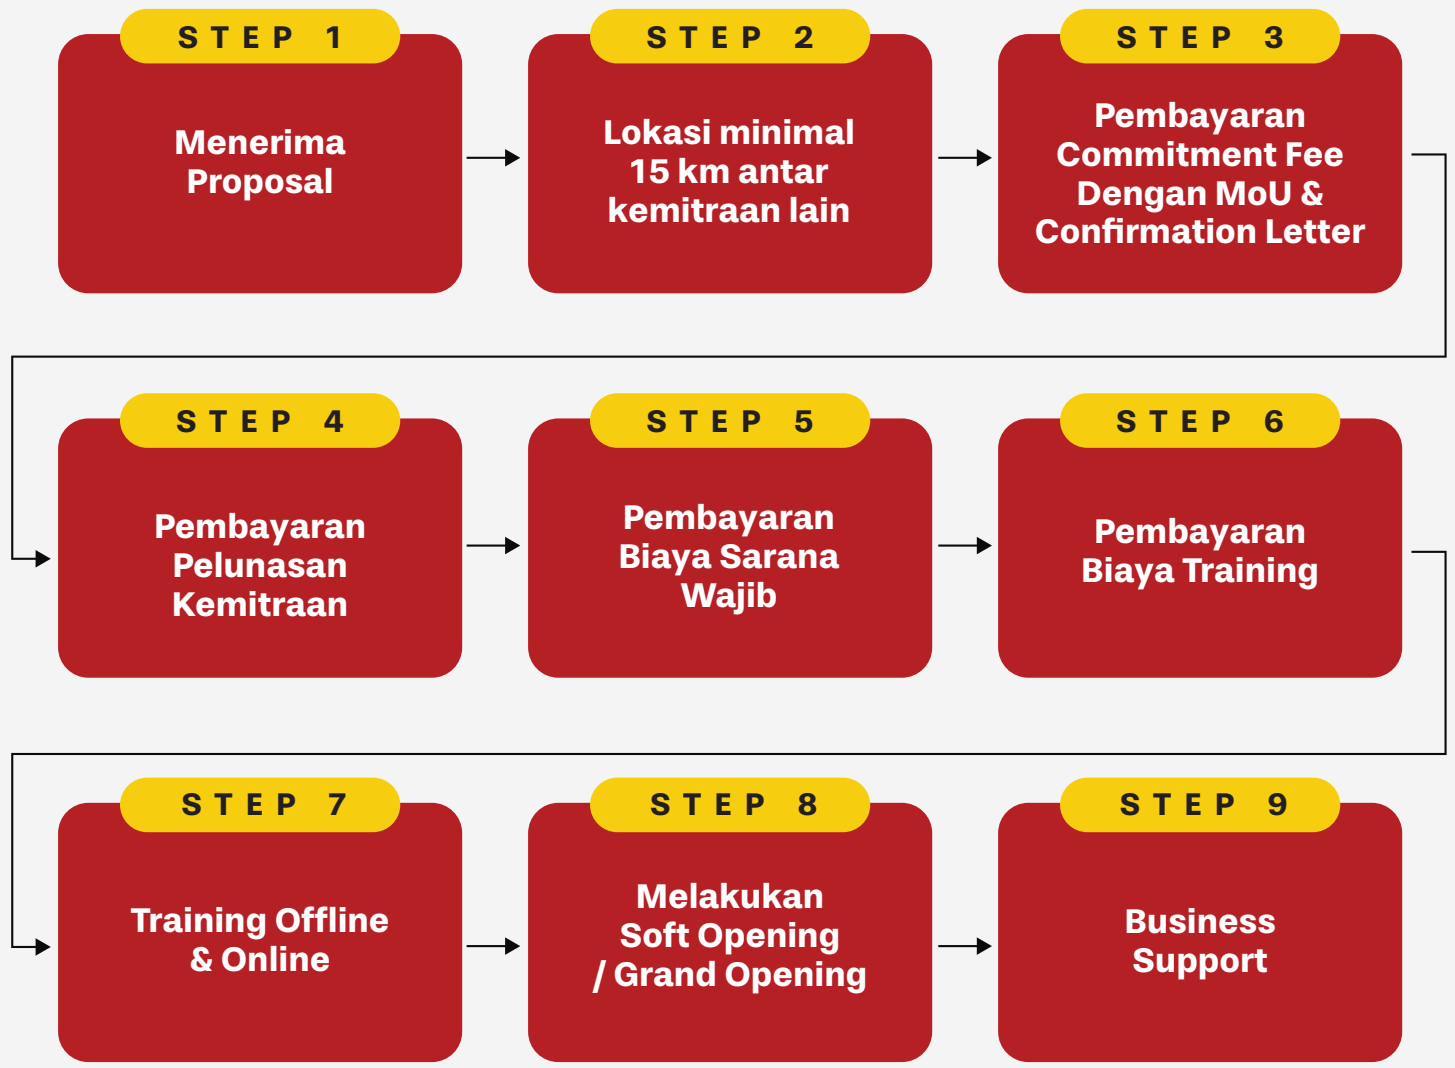 STEP 1
Menerima
Proposal
STEP 2
Lokasi minimal
15 km antar
kemitraan lain
STEP 3
Pembayaran
Commitment Fee
Dengan MoU &
Confirmation Letter
STEP 4
Pembayaran
Pelunasan
Kemitraan
STEP 5
Pembayaran
Biaya Sarana
Wajib
STEP 6
Pembayaran
Biaya Training
STEP 7
Training Offline
& Online
STEP 8
Melakukan
Soft Opening
/ Grand Opening
STEP 9
Business
Support